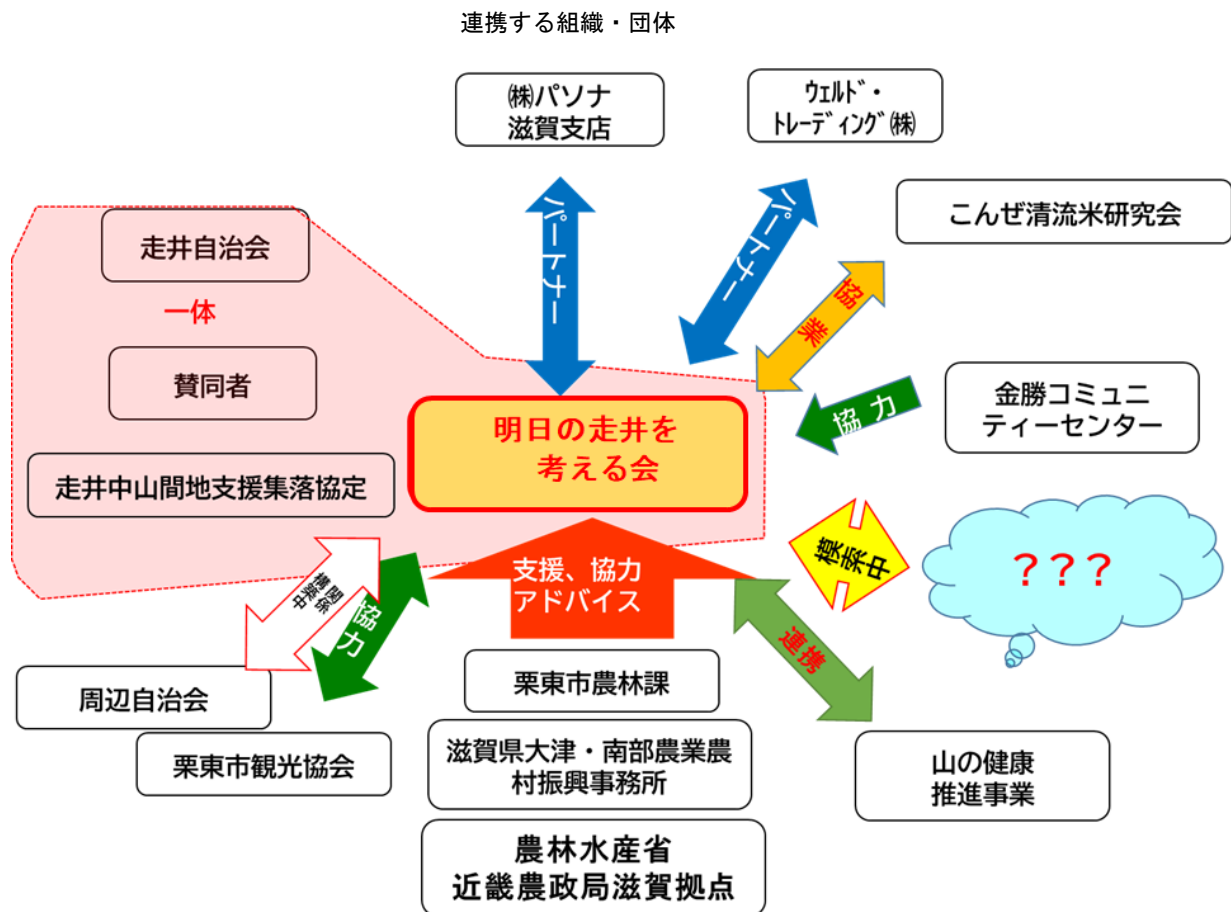 連携する組織・団体
㈱パソナ
滋賀支店
ウェルド・
トレーディング㈱
こんぜ清流米研究会
走井自治会
一体
賛同者
走井中山間地支援集落協定
パートナー
パートナー
協業
協力
金勝コミュニ
ティーセンター
明日の走井を
考える会
模索中
？？？
支援、協力
アドバイス
関係
構築中
協力
連携
周辺自治会
栗東市観光協会
栗東市農林課
滋賀県大津・南部農業農
村振興事務所
農林水産省
近畿農政局滋賀拠点
山の健康
推進事業